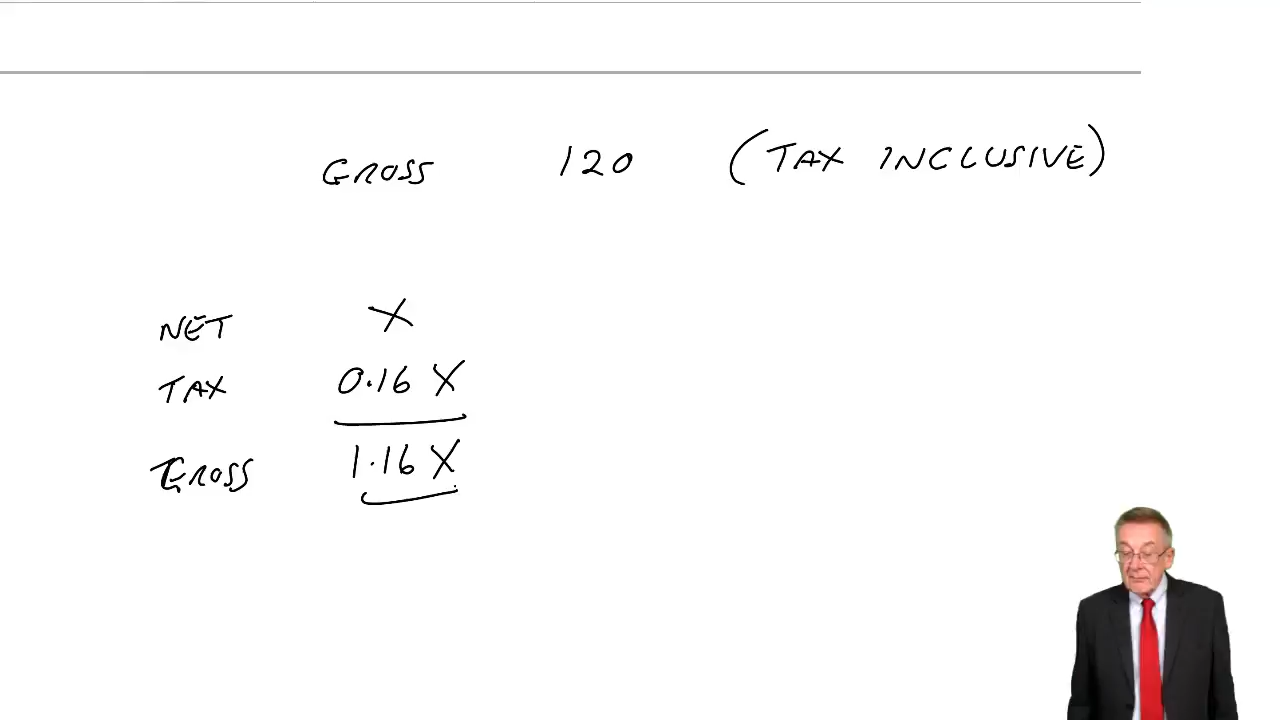 GROSS 120 (TAX INCLUSIVE)
NET X
TAX 0.16 X
GROSS 1.16 X